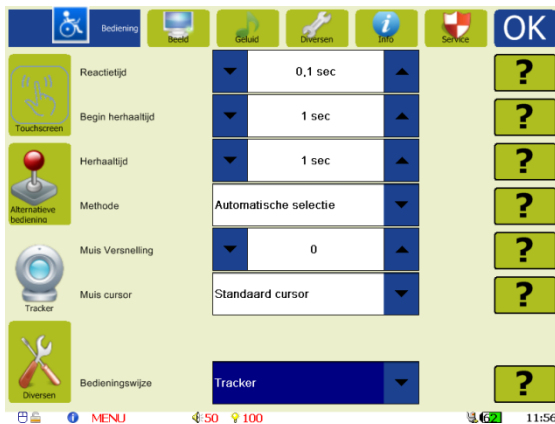 Bediening
Beeld
Geluid
Diversen
Info
Service
OK
Touchscreen
Reactietijd
0,1 sec
?
Begin herhaaltijd
1 sec
?
Herhaaltijd
1 sec
?
Alternatieve
bediening
Methode
Automatische selectie
?
Muis Versnelling
0
?
Tracker
Muis cursor
Standaard cursor
?
Diversen
Bedieningswijze
Tracker
?
MENU
50
100
62
11:56